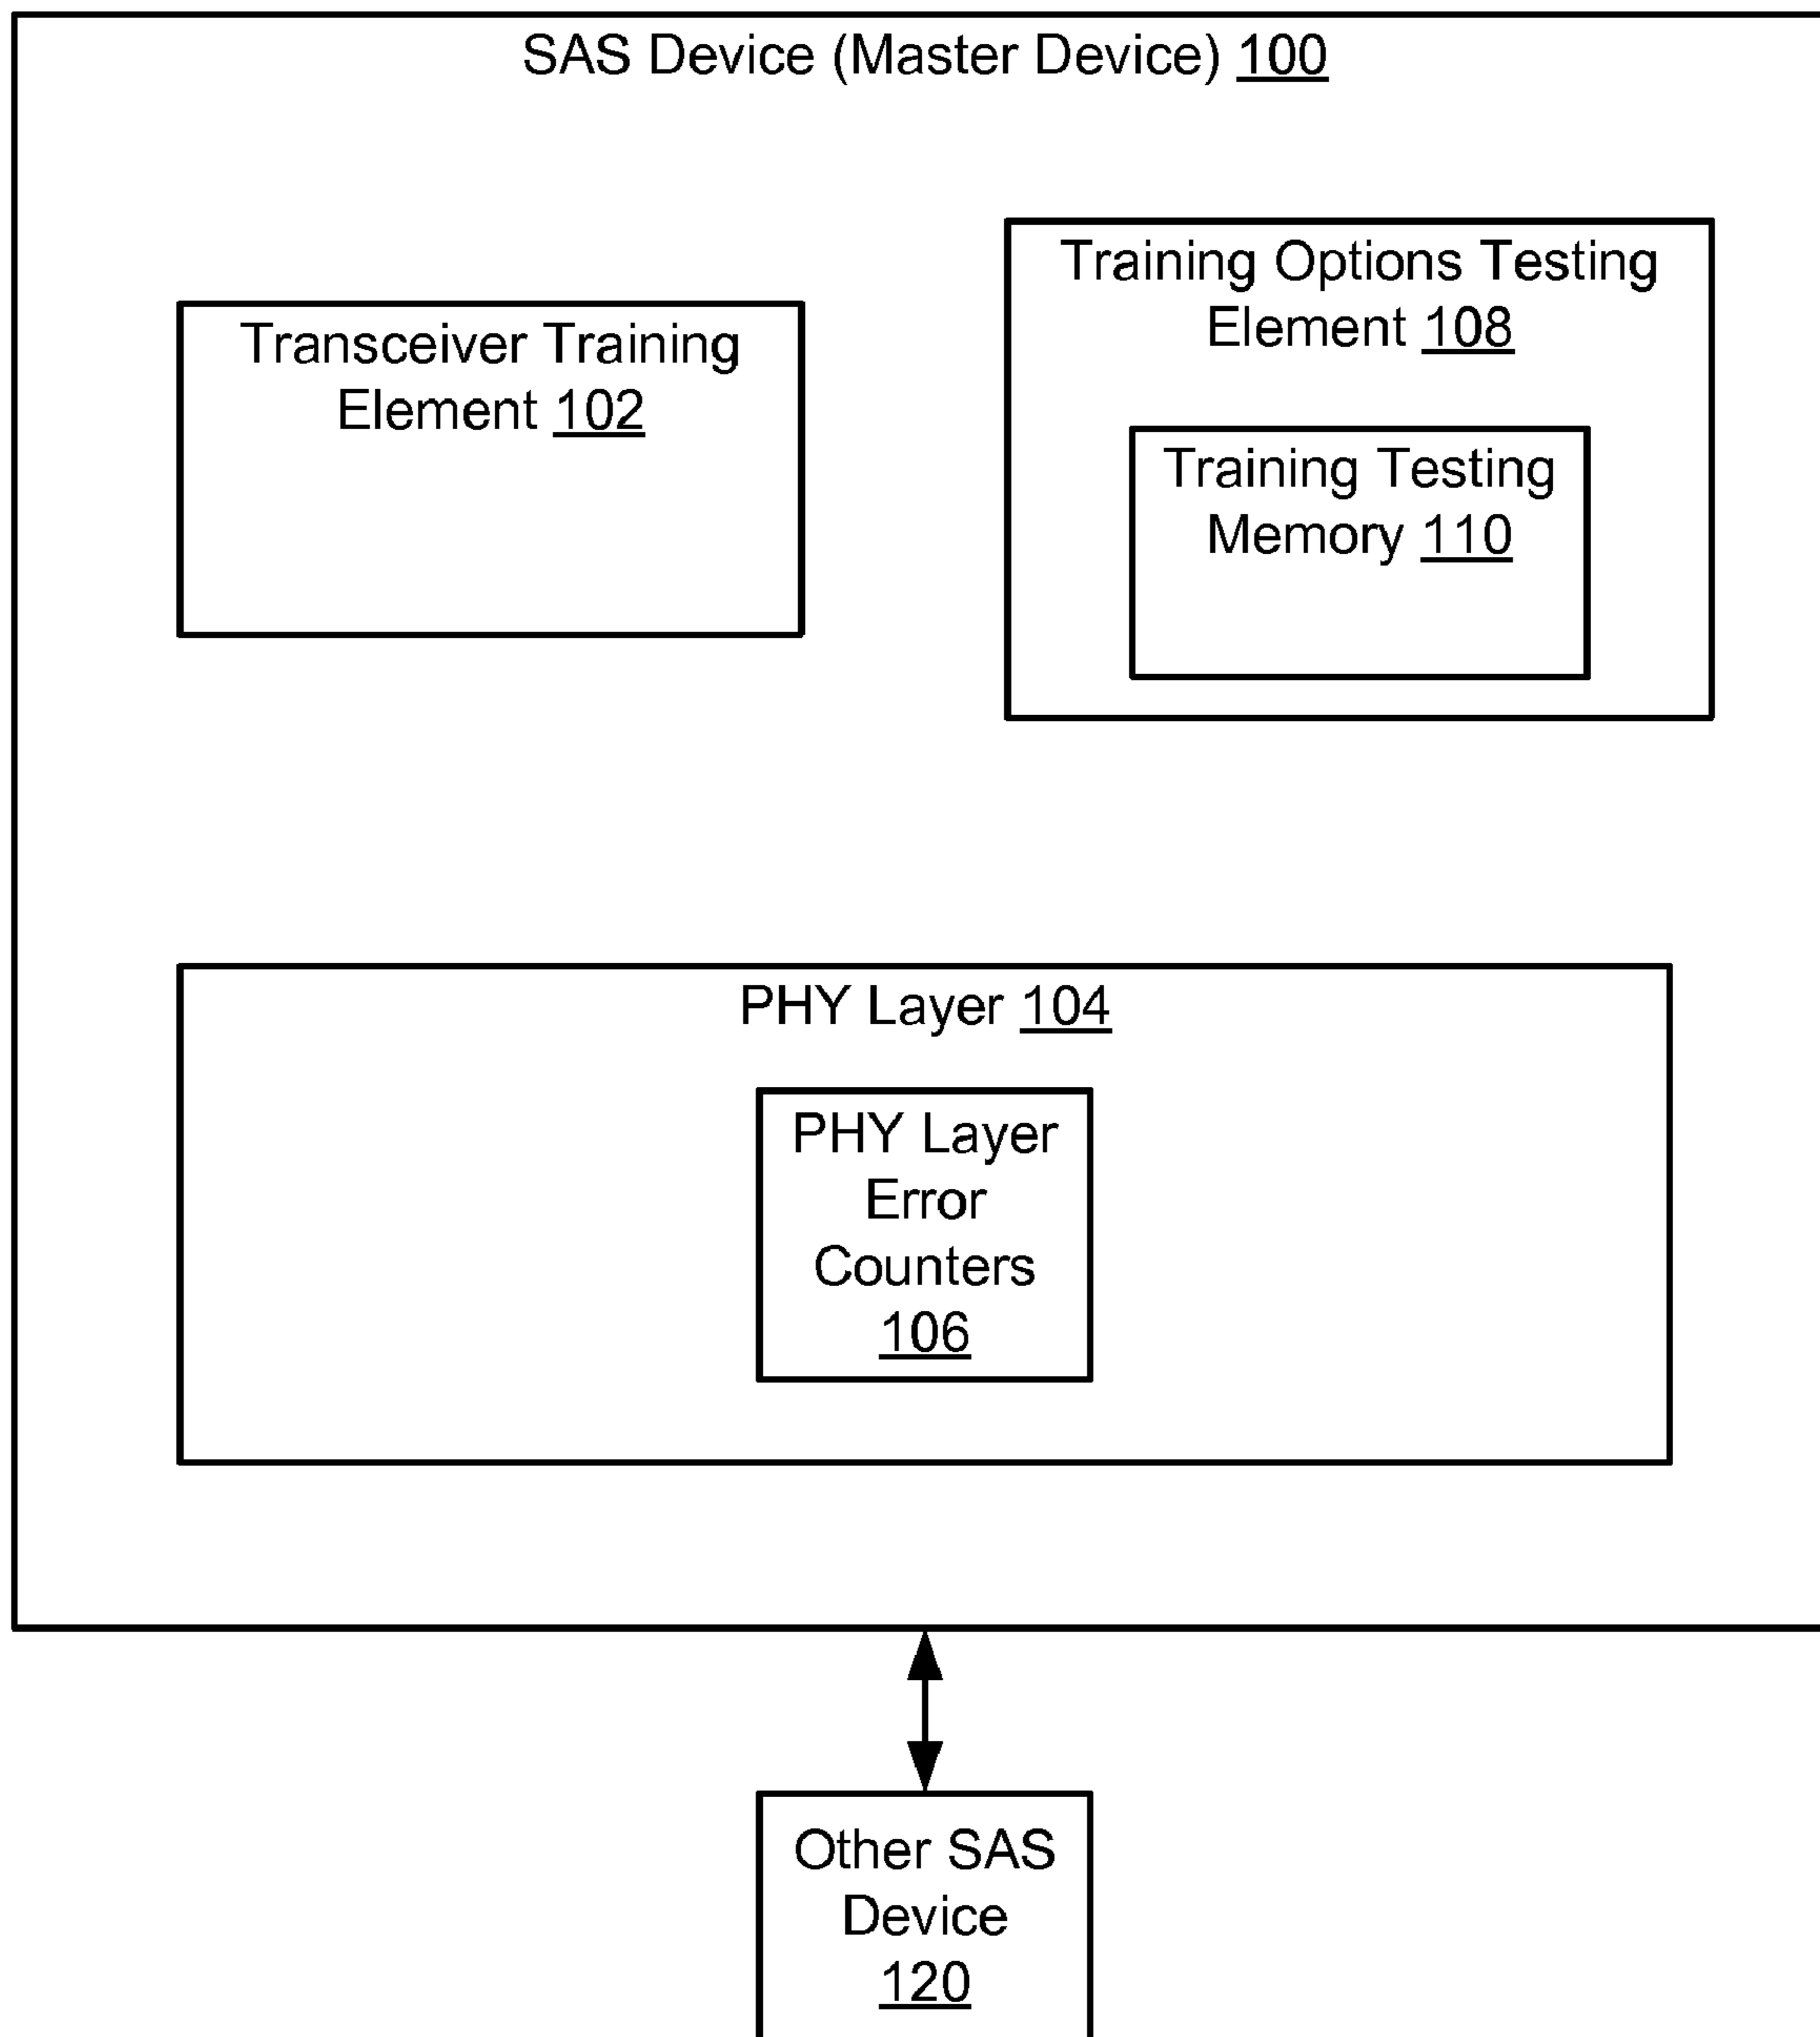 SAS Device (Master Device) 100
Transceiver Training
Element 102
Training Options Testing
Element 108
Training Testing
Memory 110
PHY Layer 104
PHY Layer
Error
Counters
106
Other SAS
Device
120